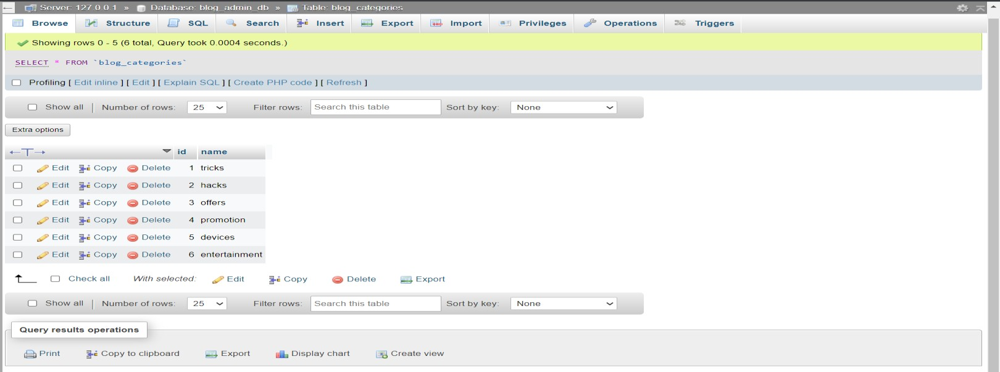 Server: 127.0.0.1 » Database: blog_admin_db » Table: blog_categories
Browse Structure SQL Search Insert Export Import Privileges Operations Triggers
Showing rows 0 - 5 (6 total, Query took 0.0004 seconds.)
SELECT * FROM `blog_categories`
Profiling [ Edit inline ] [ Edit ] [ Explain SQL ] [ Create PHP code ] [ Refresh ]
Show all | Number of rows: 25 Filter rows: Search this table Sort by key: None
Extra options
←T→ id name
Edit Copy Delete 1 tricks
Edit Copy Delete 2 hacks
Edit Copy Delete 3 offers
Edit Copy Delete 4 promotion
Edit Copy Delete 5 devices
Edit Copy Delete 6 entertainment
Check all With selected: Edit Copy Delete Export
Show all | Number of rows: 25 Filter rows: Search this table Sort by key: None
Query results operations
Print Copy to clipboard Export Display chart Create view